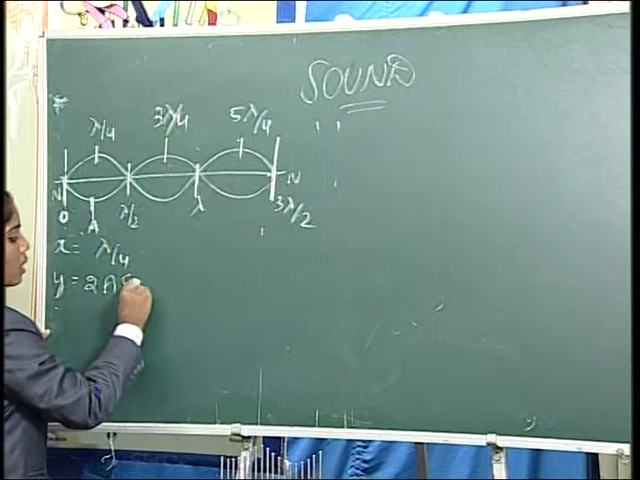 SOUND
λ/4 3λ/4 5λ/4
N N
0 A λ/2 λ 3λ/2
x = λ/4
y = 2A